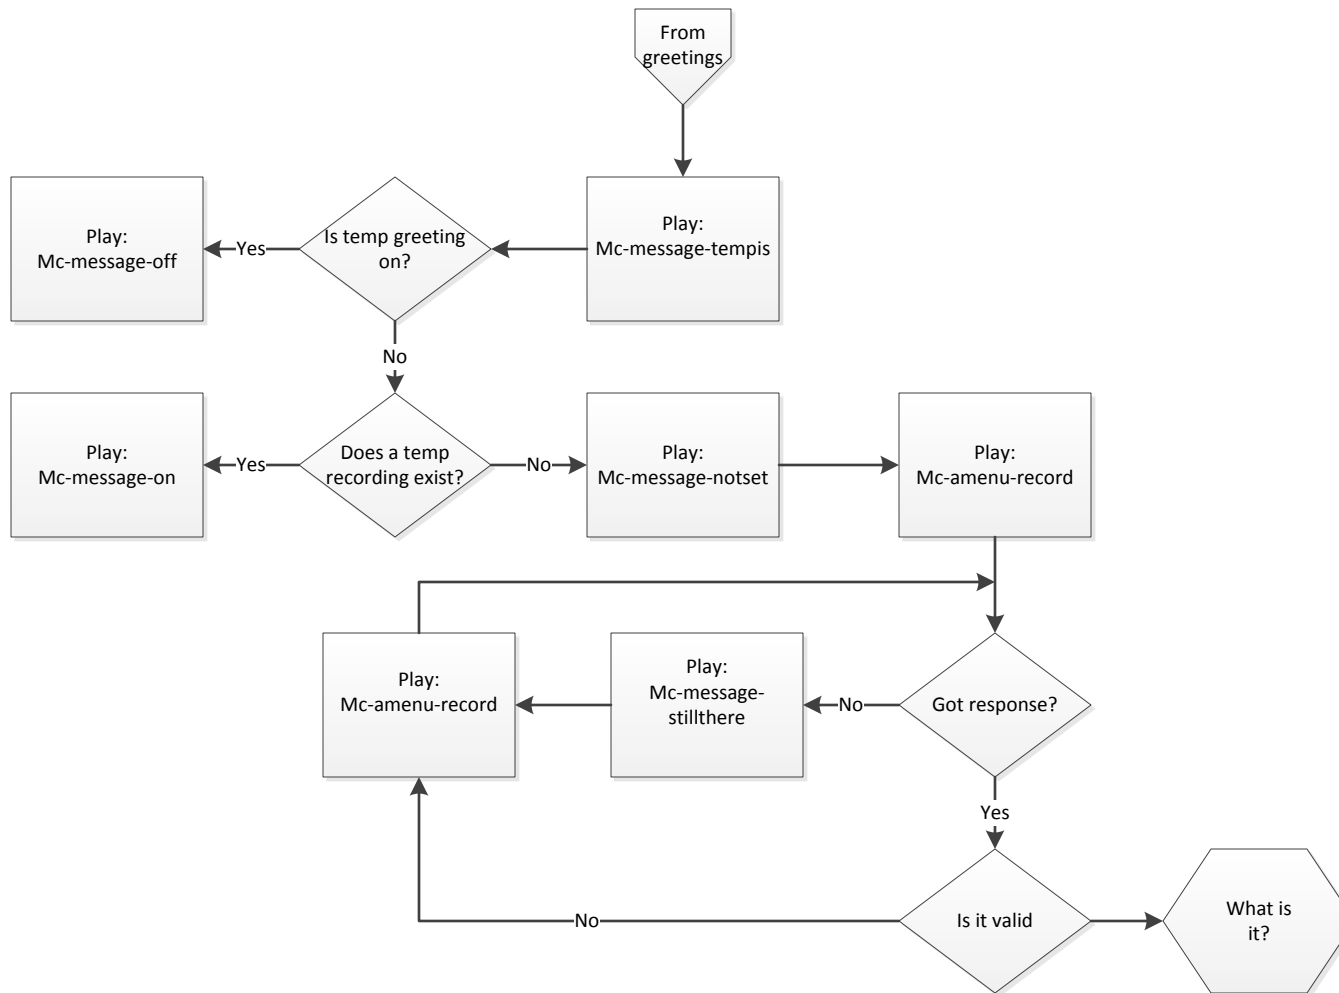 From
greetings
Play:
Mc-message-off
Yes
Is temp greeting
on?
Play:
Mc-message-tempis
No
Play:
Mc-message-on
Yes
Does a temp
recording exist?
No
Play:
Mc-message-notset
Play:
Mc-amenu-record
Play:
Mc-amenu-record
Play:
Mc-message-
stillthere
No
Got response?
Yes
No
Is it valid
What is
it?